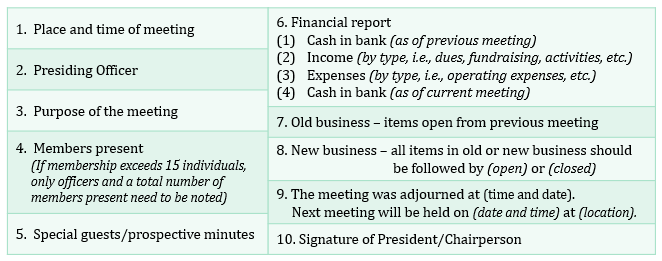 1. Place and time of meeting
2. Presiding Officer
3. Purpose of the meeting
4. Members present
(If membership exceeds 15 individuals,
only officers and a total number of
members present need to be noted)
5. Special guests/prospective minutes
6. Financial report
(1) Cash in bank (as of previous meeting)
(2) Income (by type, i.e., dues, fundraising, activities, etc.)
(3) Expenses (by type, i.e., operating expenses, etc.)
(4) Cash in bank (as of current meeting)
7. Old business – items open from previous meeting
8. New business – all items in old or new business should
be followed by (open) or (closed)
9. The meeting was adjourned at (time and date).
Next meeting will be held on (date and time) at (location).
10. Signature of President/Chairperson